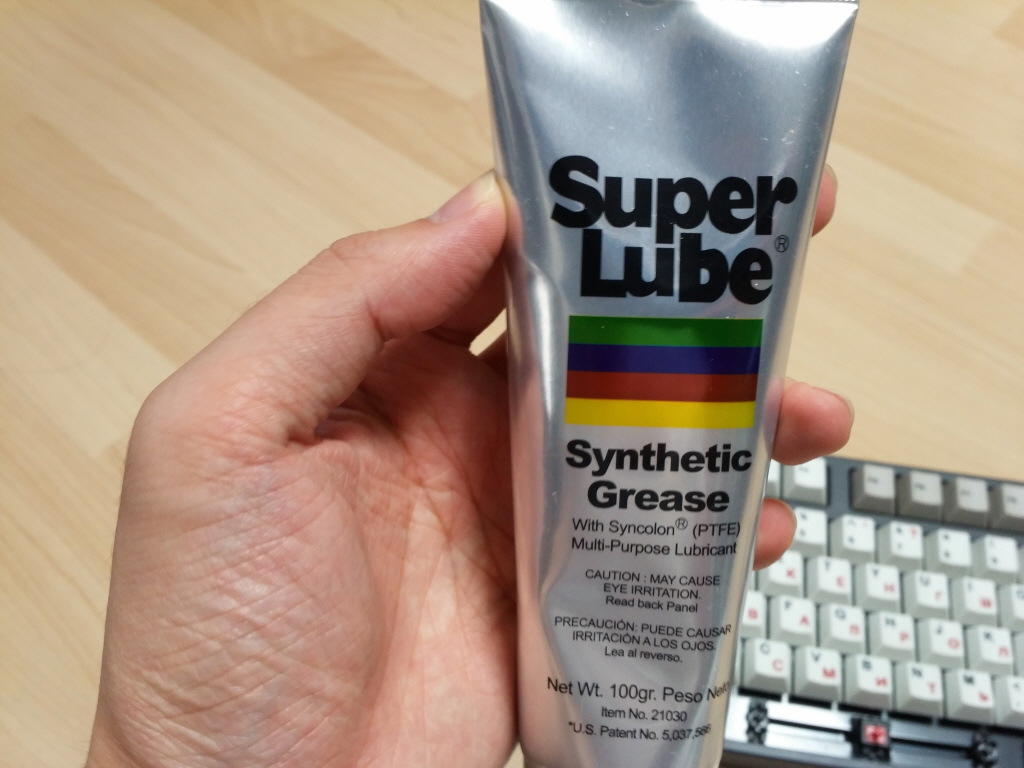 Super
Lube®
Synthetic
Grease
With Syncolon® (PTFE)
Multi-Purpose Lubricant
CAUTION : MAY CAUSE
EYE IRRITATION.
Read back Panel
PRECAUCIÓN: PUEDE CAUSAR
IRRITACIÓN A LOS OJOS.
Lea al reverso.
Net Wt. 100gr. Peso Neto
Item No. 21030
*U.S. Patent No. 5,037,566